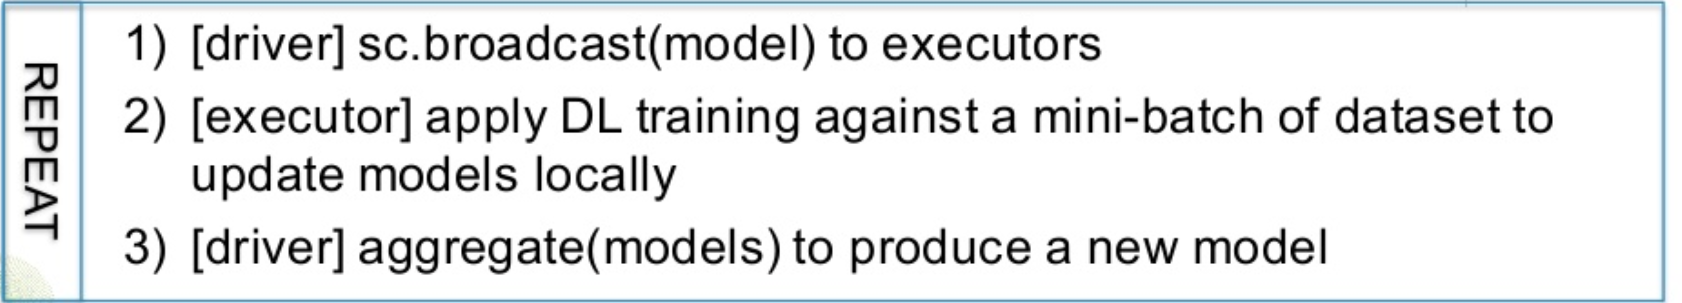 REPEAT
1) [driver] sc.broadcast(model) to executors
2) [executor] apply DL training against a mini-batch of dataset to
update models locally
3) [driver] aggregate(models) to produce a new model